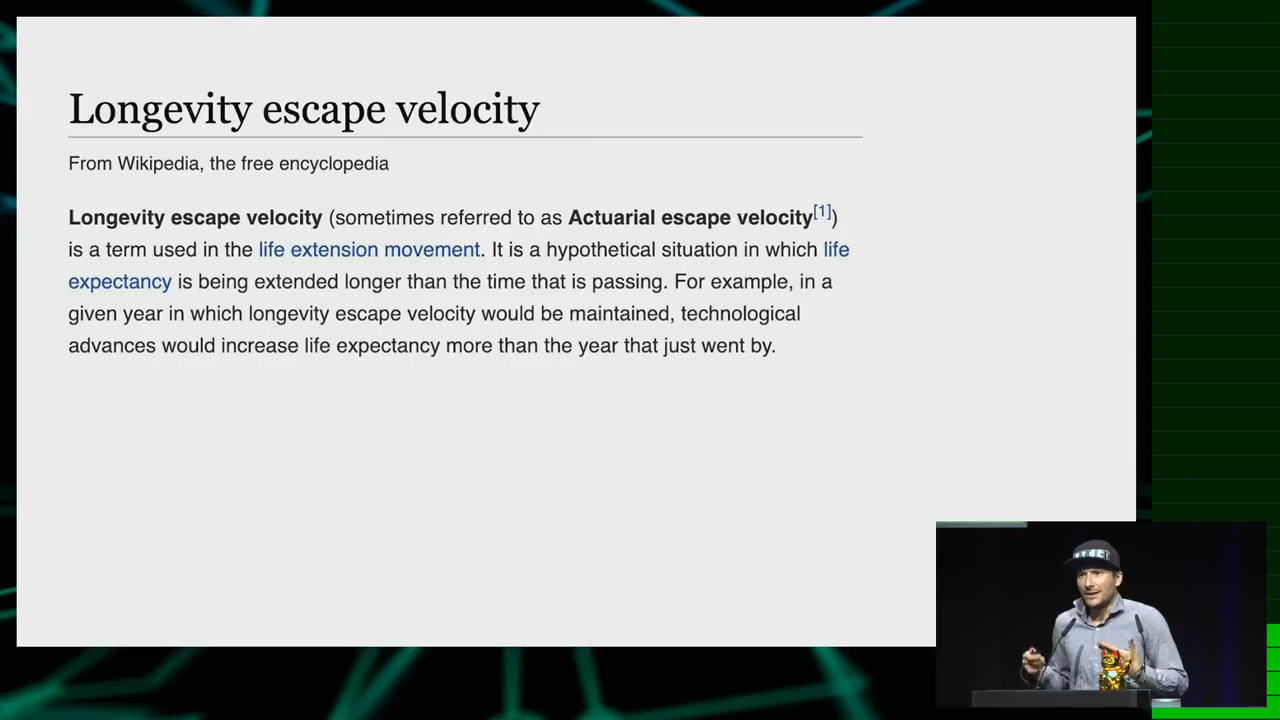 Longevity escape velocity
From Wikipedia, the free encyclopedia
Longevity escape velocity (sometimes referred to as Actuarial escape velocity[1])
is a term used in the life extension movement. It is a hypothetical situation in which life
expectancy is being extended longer than the time that is passing. For example, in a
given year in which longevity escape velocity would be maintained, technological
advances would increase life expectancy more than the year that just went by.